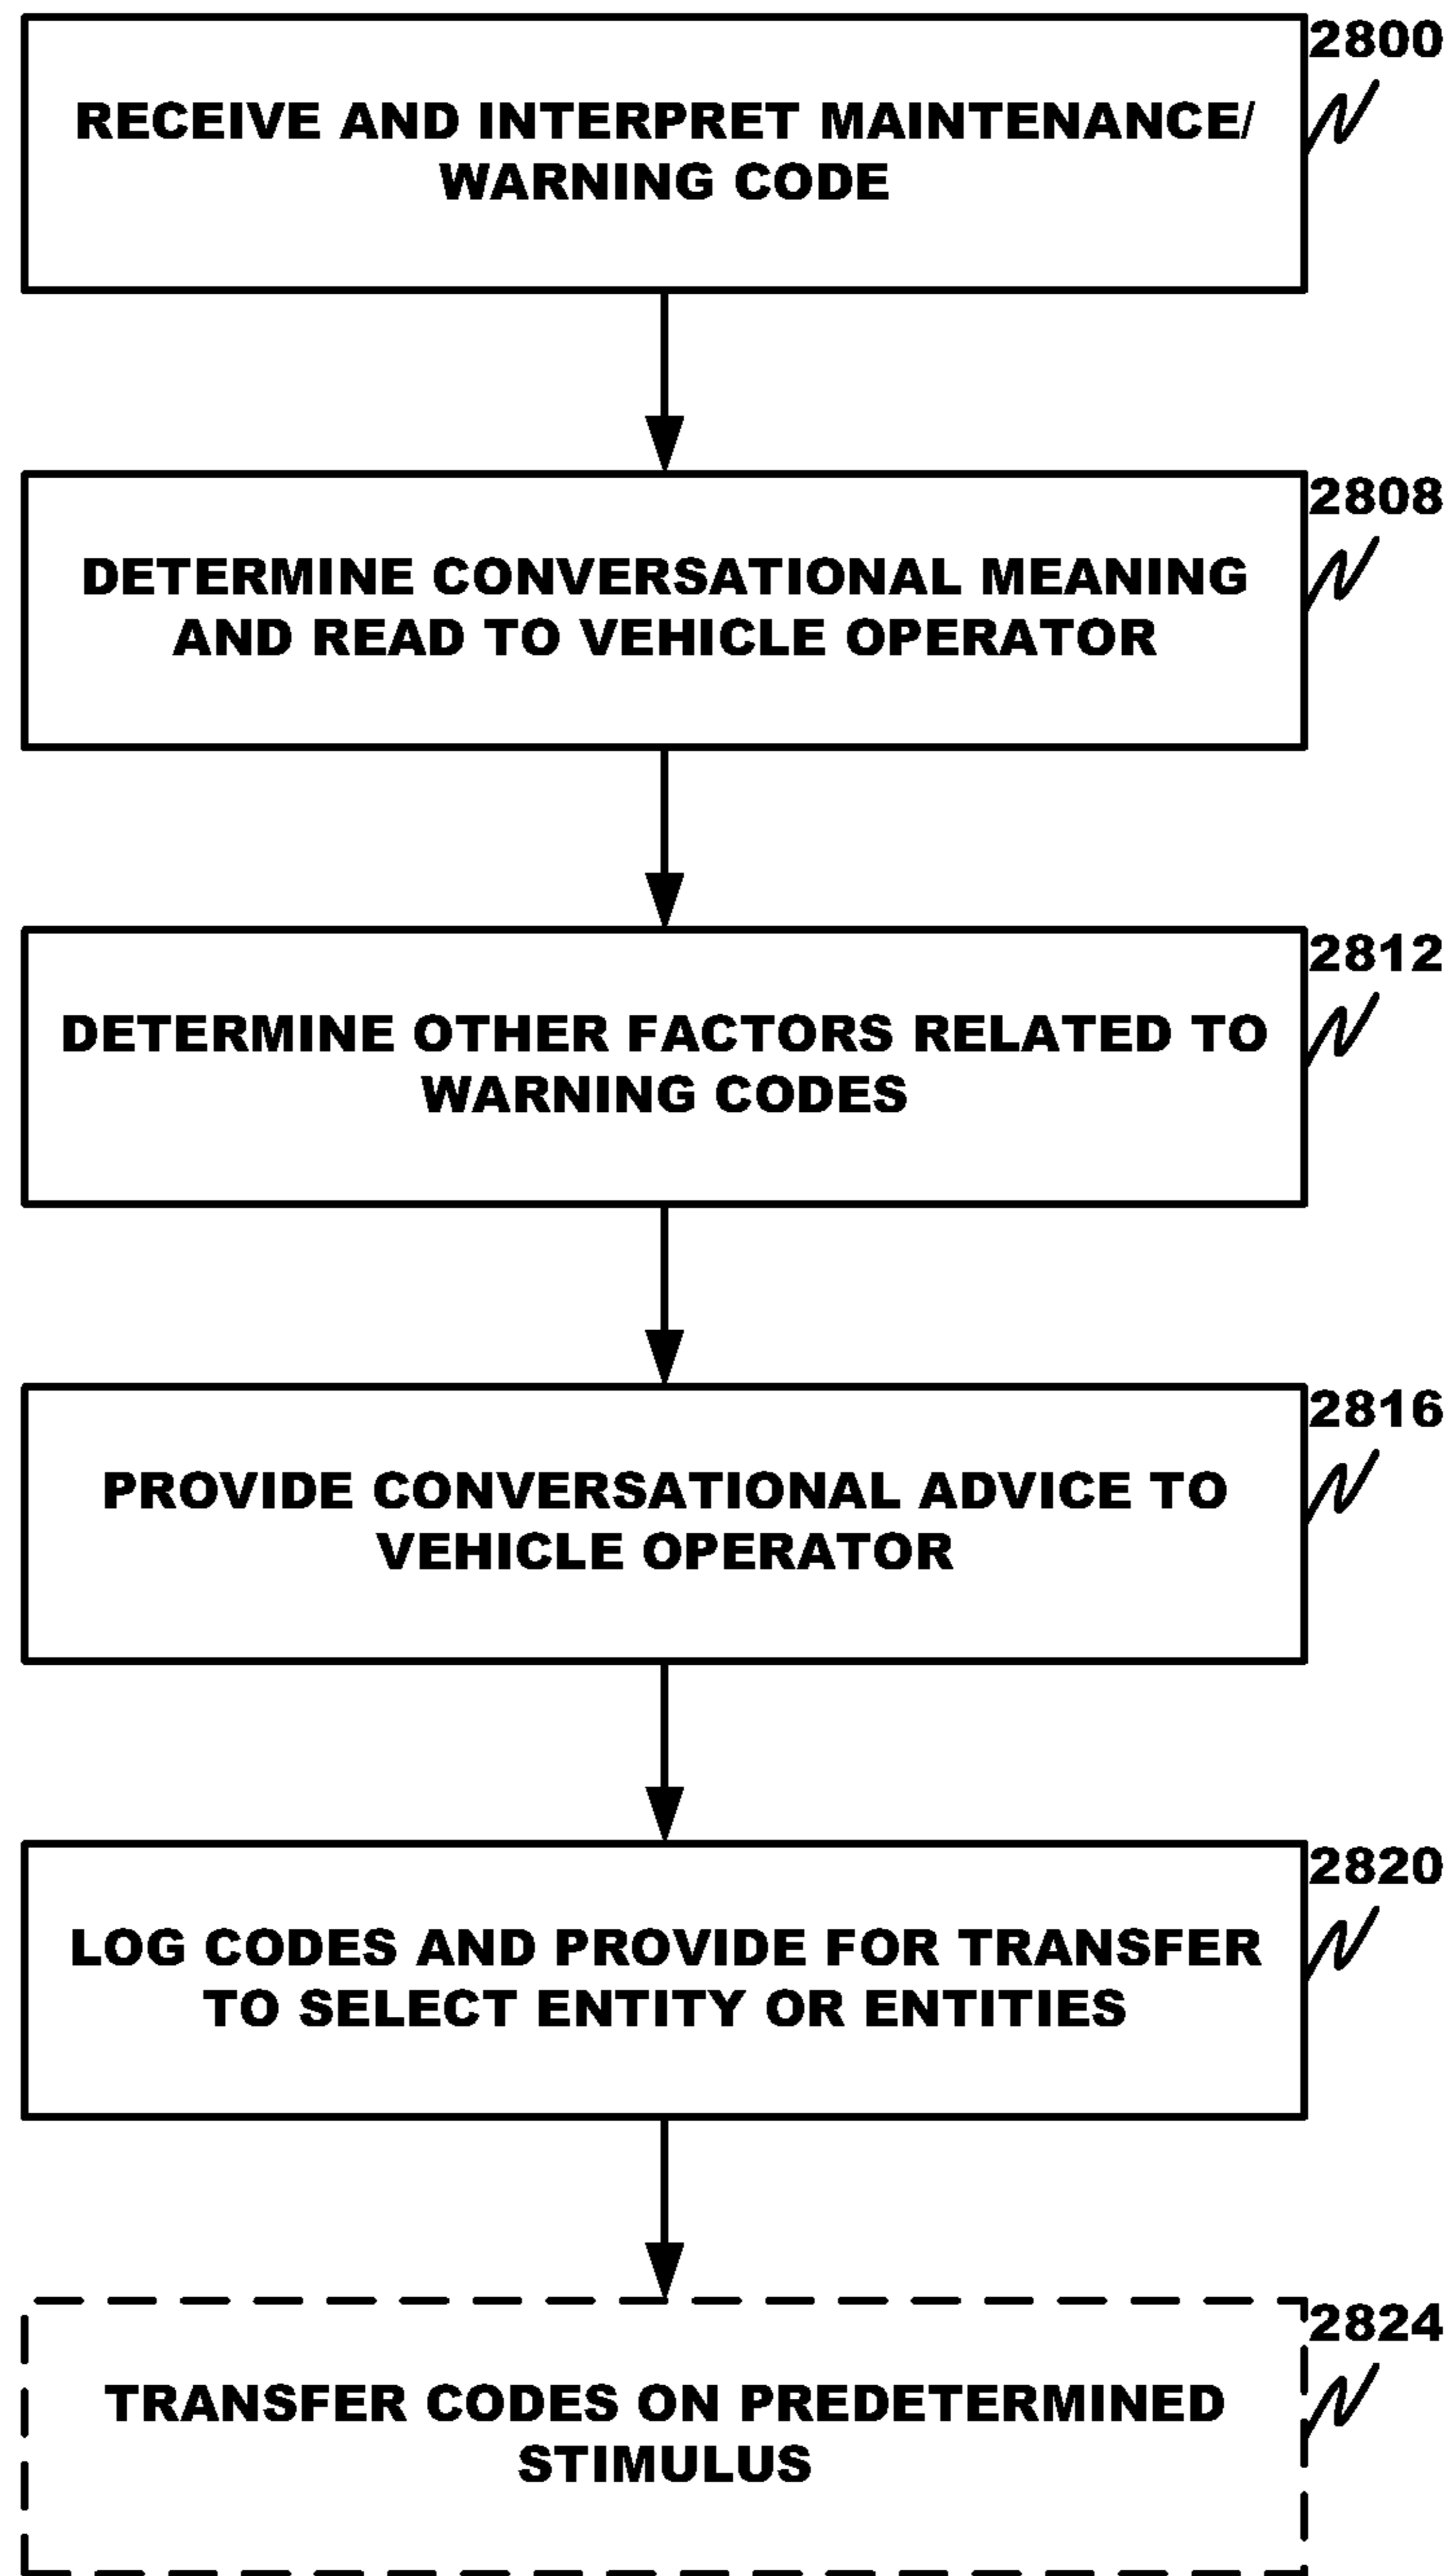 2800
RECEIVE AND INTERPRET MAINTENANCE/
WARNING CODE
2808
DETERMINE CONVERSATIONAL MEANING
AND READ TO VEHICLE OPERATOR
2812
DETERMINE OTHER FACTORS RELATED TO
WARNING CODES
2816
PROVIDE CONVERSATIONAL ADVICE TO
VEHICLE OPERATOR
2820
LOG CODES AND PROVIDE FOR TRANSFER
TO SELECT ENTITY OR ENTITIES
2824
TRANSFER CODES ON PREDETERMINED
STIMULUS